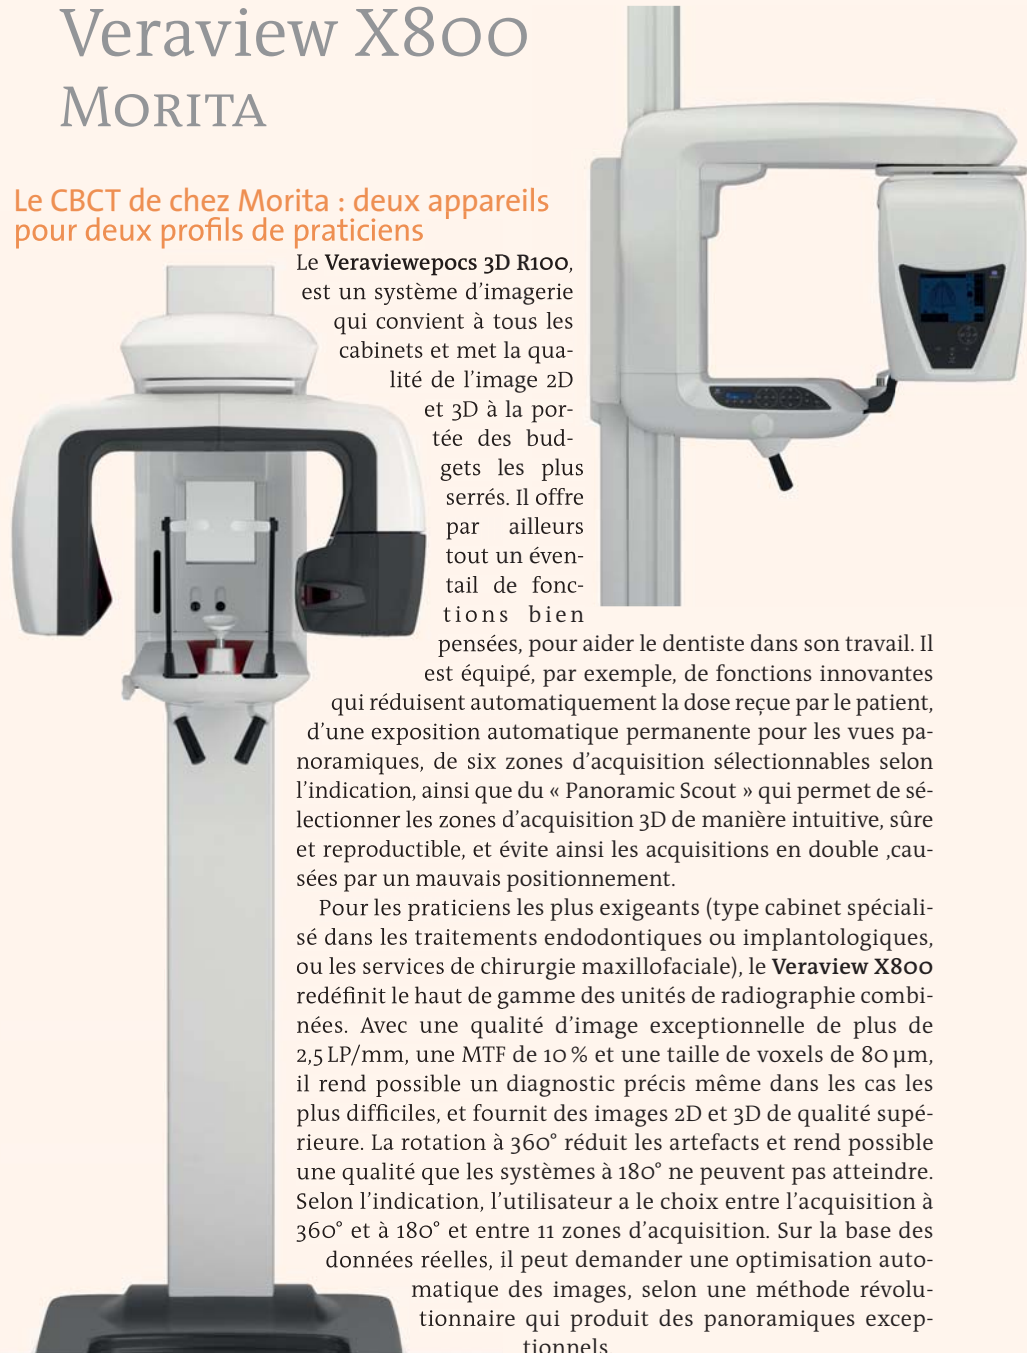 Veraview X800
MORITA
Le CBCT de chez Morita : deux appareils
pour deux profils de praticiens
Le Veraviewepocs 3D R100,
est un système d'imagerie
qui convient à tous les
cabinets et met la qua-
lité de l'image 2D
et 3D à la por-
tée des bud-
gets les plus
serrés. Il offre
par ailleurs
tout un éven-
tail de fonc-
tions bien
pensées, pour aider le dentiste dans son travail. Il
est équipé, par exemple, de fonctions innovantes
qui réduisent automatiquement la dose reçue par le patient,
d'une exposition automatique permanente pour les vues pa-
noramiques, de six zones d'acquisition sélectionnables selon
l'indication, ainsi que du « Panoramic Scout » qui permet de sé-
lectionner les zones d'acquisition 3D de manière intuitive, sûre
et reproductible, et évite ainsi les acquisitions en double ,cau-
sées par un mauvais positionnement.
Pour les praticiens les plus exigeants (type cabinet spéciali-
sé dans les traitements endodontiques ou implantologiques,
ou les services de chirurgie maxillofaciale), le Veraview X800
redéfinit le haut de gamme des unités de radiographie combi-
nées. Avec une qualité d'image exceptionnelle de plus de
2,5 LP/mm, une MTF de 10 % et une taille de voxels de 80 µm,
il rend possible un diagnostic précis même dans les cas les
plus difficiles, et fournit des images 2D et 3D de qualité supé-
rieure. La rotation à 360° réduit les artefacts et rend possible
une qualité que les systèmes à 180° ne peuvent pas atteindre.
Selon l'indication, l'utilisateur a le choix entre l'acquisition à
360° et à 180° et entre 11 zones d'acquisition. Sur la base des
données réelles, il peut demander une optimisation auto-
matique des images, selon une méthode révolu-
tionnaire qui produit des panoramiques excep-
tionnels